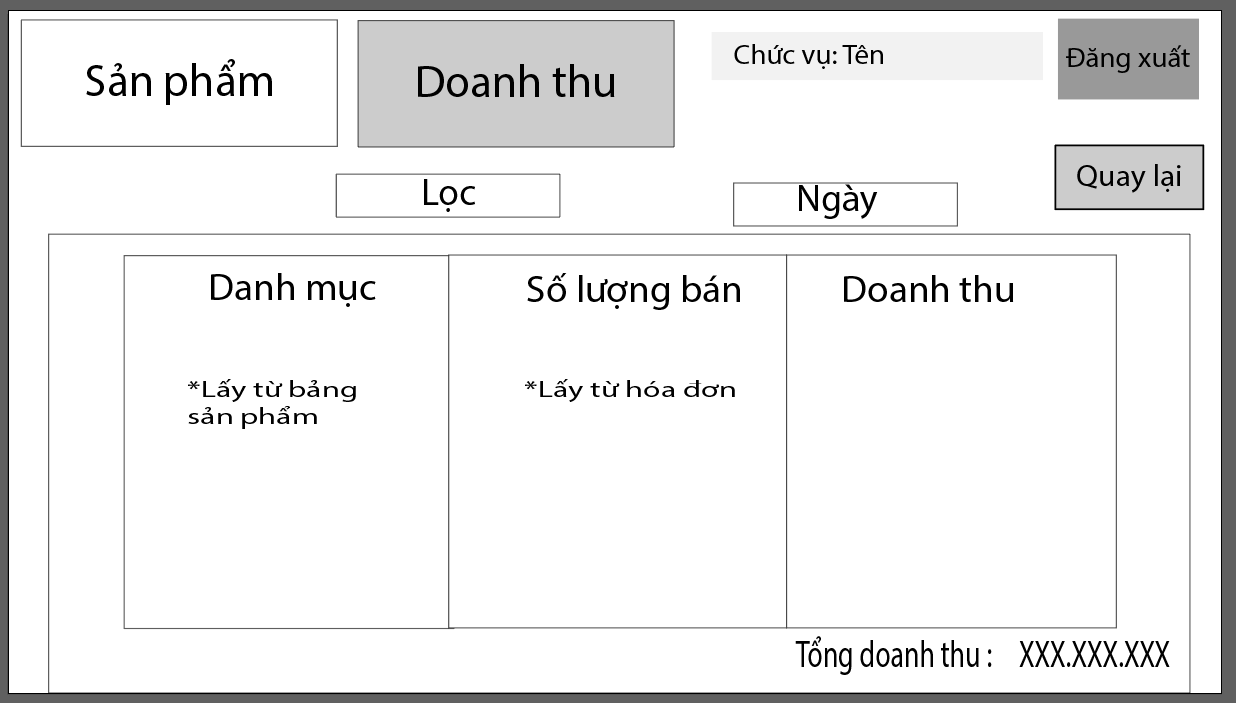 Sản phẩm
Doanh thu
Chức vụ: Tên
Đăng xuất
Quay lại
Lọc
Ngày
Danh mục
Số lượng bán
Doanh thu
*Lấy từ bảng
sản phẩm
*Lấy từ hóa đơn
Tổng doanh thu : XXX.XXX.XXX